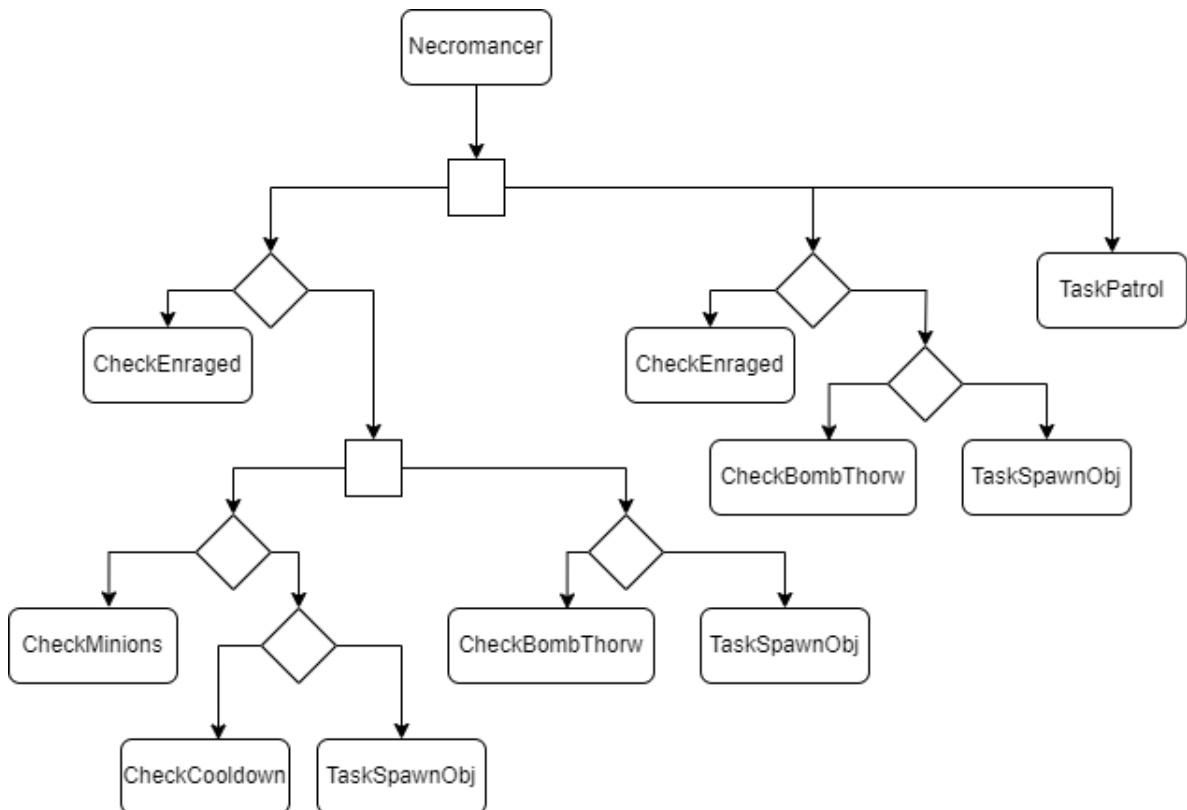 Necromancer
TaskPatrol
CheckEnraged
CheckEnraged
CheckBombThorw
TaskSpawnObj
CheckMinions
CheckBombThorw
TaskSpawnObj
CheckCooldown
TaskSpawnObj